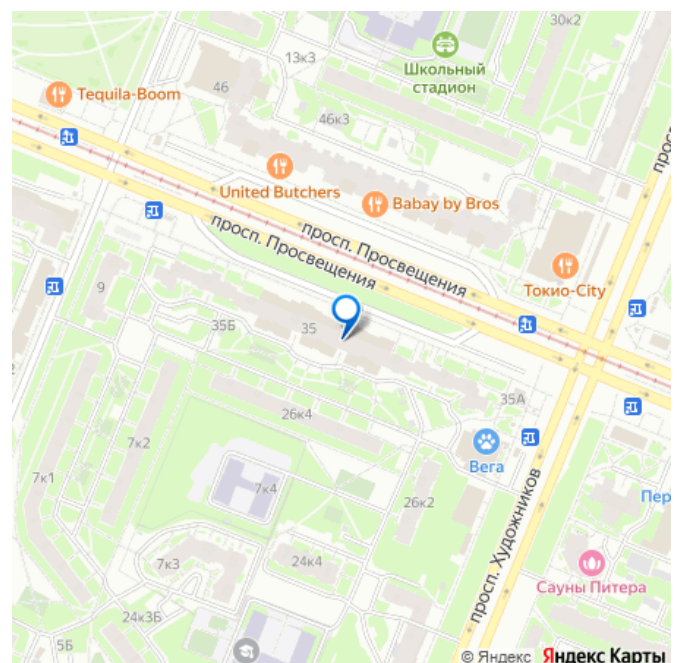 30к2
13к3
Школьный
стадион
46
Tequila-Boom
46к3
United Butchers
Babay by Bros
просп. Просвещения
просп. Просвещения
Токио-City
9
35Б
35
35А
26к4
Вега
7к2
7к1
7к4
26к2
просп. Художников
Пер
7к3
24к4
Сауны Питера
24к3Б
5Б
© Яндекс Яндекс Карты